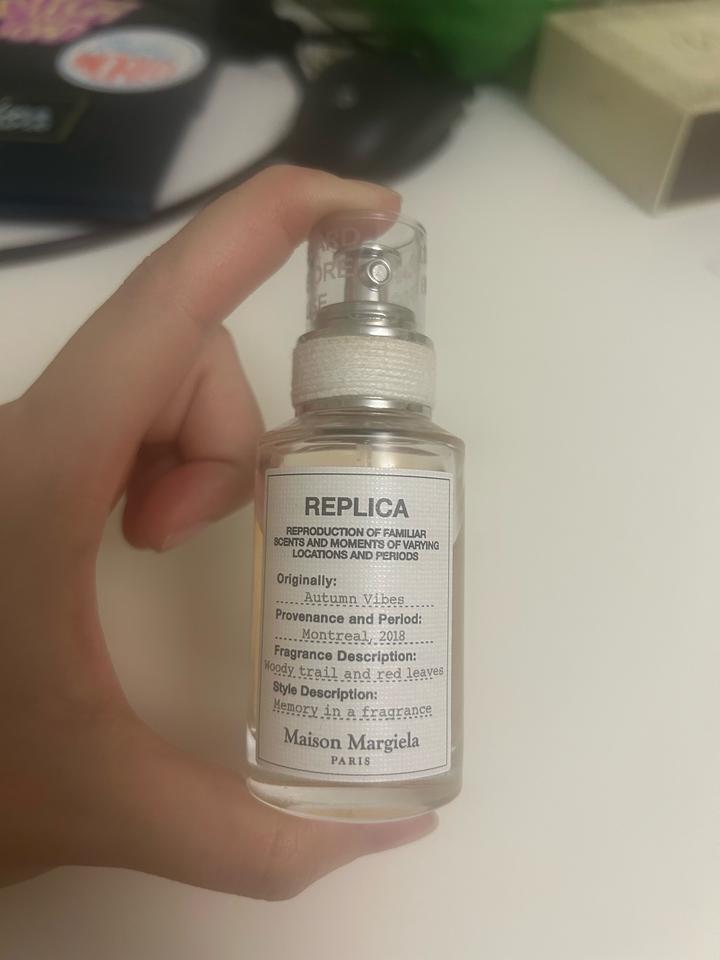 REPLICA
REPRODUCTION OF FAMILIAR
SCENTS AND MOMENTS OF VARYING
LOCATIONS AND PERIODS
Originally:
Autumn Vibes
Provenance and Period:
Montreal, 2018
Fragrance Description:
Woody trail and red leaves
Style Description:
Memory in a fragrance
Maison Margiela
PARIS